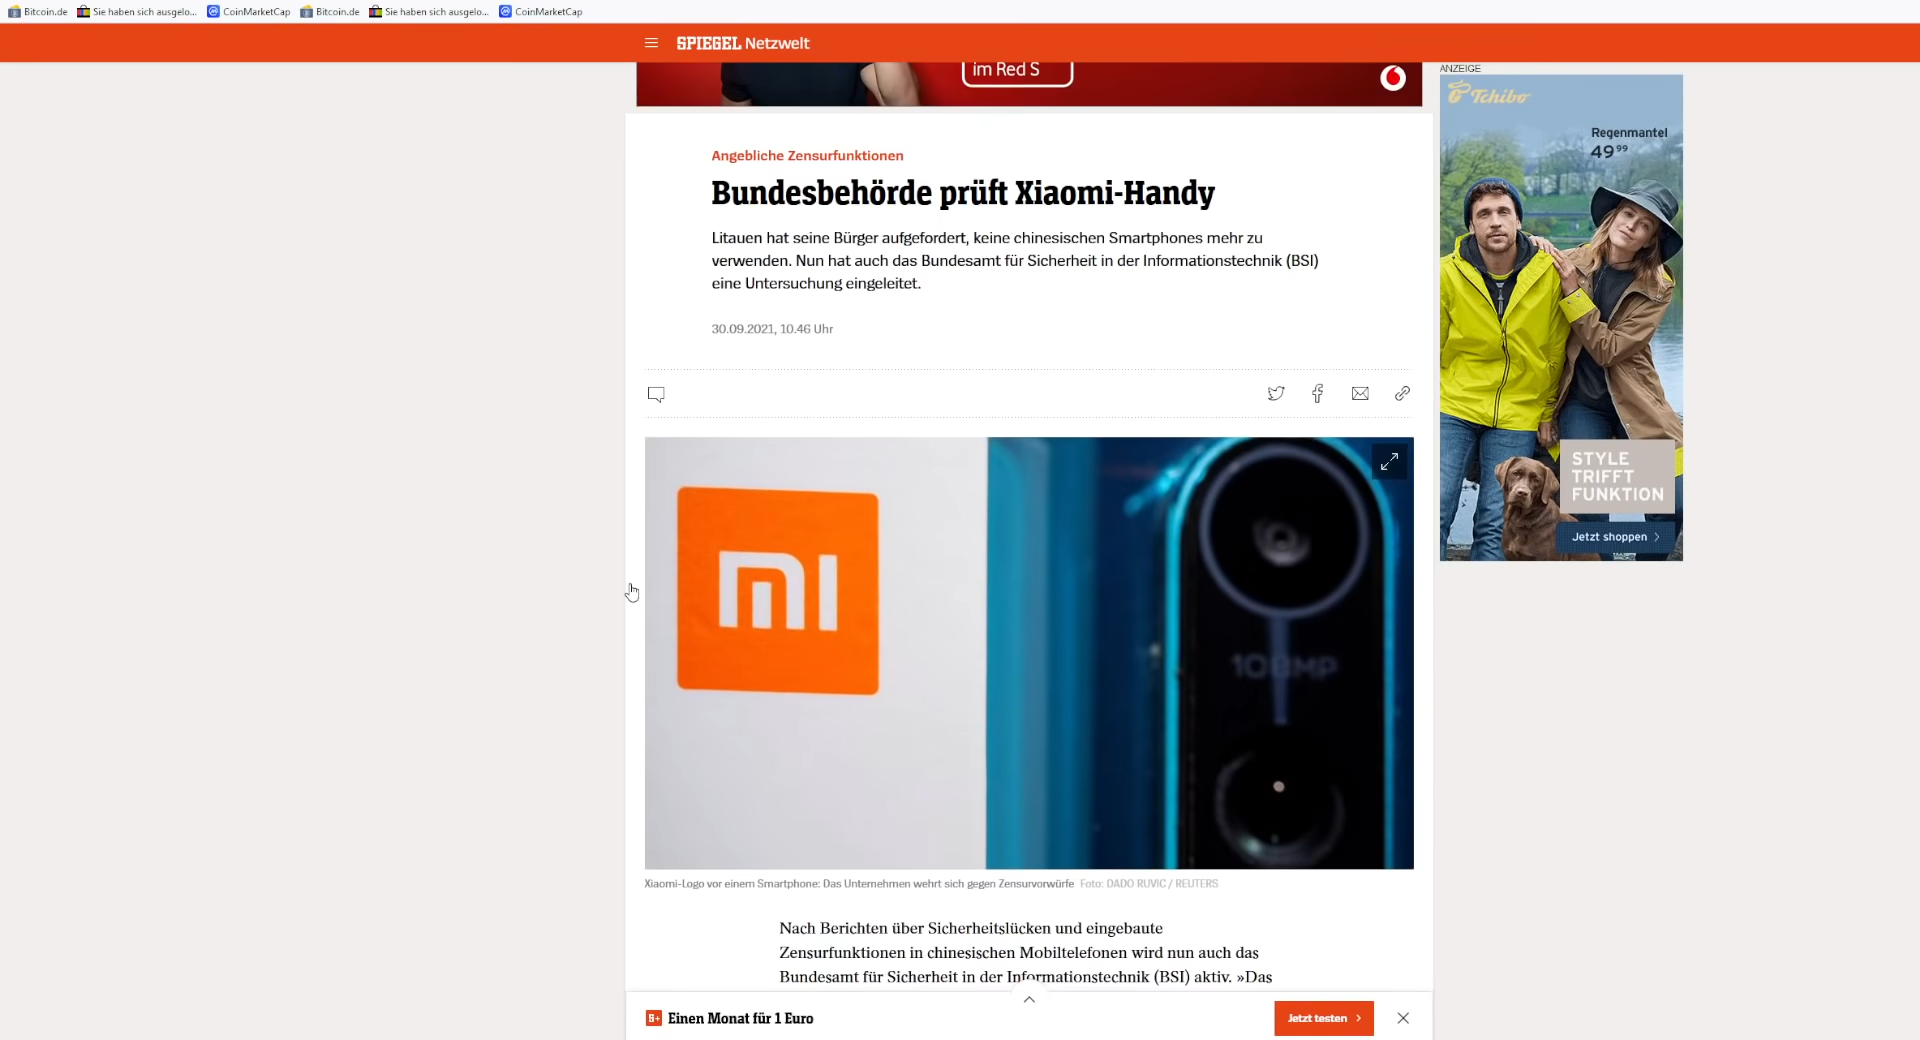 Bitcoin.de Sie haben sich ausgelo... CoinMarketCap Bitcoin.de Sie haben sich ausgelo... CoinMarketCap
SPIEGEL Netzwelt
im Red S
ANZEIGE
Tchibo
Regenmantel
49 99
Angebliche Zensurfunktionen
Bundesbehörde prüft Xiaomi-Handy
Litauen hat seine Bürger aufgefordert, keine chinesischen Smartphones mehr zu
verwenden. Nun hat auch das Bundesamt für Sicherheit in der Informationstechnik (BSI)
eine Untersuchung eingeleitet.
30.09.2021, 10.46 Uhr
STYLE
TRIFFT
FUNKTION
Jetzt shoppen
mi
108MP
Xiaomi-Logo vor einem Smartphone: Das Unternehmen wehrt sich gegen Zensurvorwürfe Foto: DADO RUVIC / REUTERS
Nach Berichten über Sicherheitslücken und eingebaute
Zensurfunktionen in chinesischen Mobiltelefonen wird nun auch das
Bundesamt für Sicherheit in der Informationstechnik (BSI) aktiv. »Das
S+ Einen Monat für 1 Euro
Jetzt testen